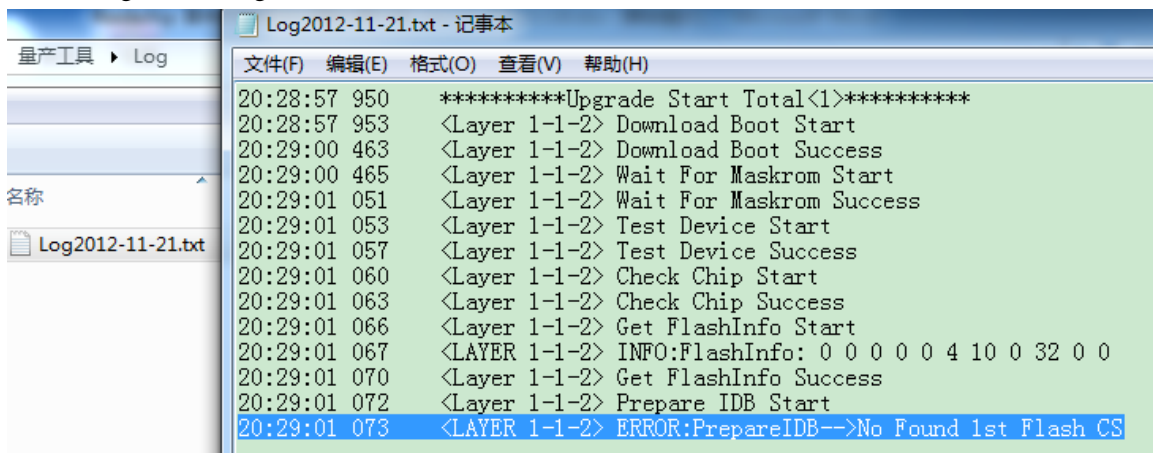 Log2012-11-21.txt - 记事本
量产工具 ▸ Log
文件(F) 编辑(E) 格式(O) 查看(V) 帮助(H)
名称
Log2012-11-21.txt
20:28:57 950 **********Upgrade Start Total<1>**********
20:28:57 953 <Layer 1-1-2> Download Boot Start
20:29:00 463 <Layer 1-1-2> Download Boot Success
20:29:00 465 <Layer 1-1-2> Wait For Maskrom Start
20:29:01 051 <Layer 1-1-2> Wait For Maskrom Success
20:29:01 053 <Layer 1-1-2> Test Device Start
20:29:01 057 <Layer 1-1-2> Test Device Success
20:29:01 060 <Layer 1-1-2> Check Chip Start
20:29:01 063 <Layer 1-1-2> Check Chip Success
20:29:01 066 <Layer 1-1-2> Get FlashInfo Start
20:29:01 067 <LAYER 1-1-2> INFO:FlashInfo: 0 0 0 0 0 4 10 0 32 0 0
20:29:01 070 <Layer 1-1-2> Get FlashInfo Success
20:29:01 072 <Layer 1-1-2> Prepare IDB Start
20:29:01 073 <LAYER 1-1-2> ERROR:PrepareIDB-->No Found 1st Flash CS